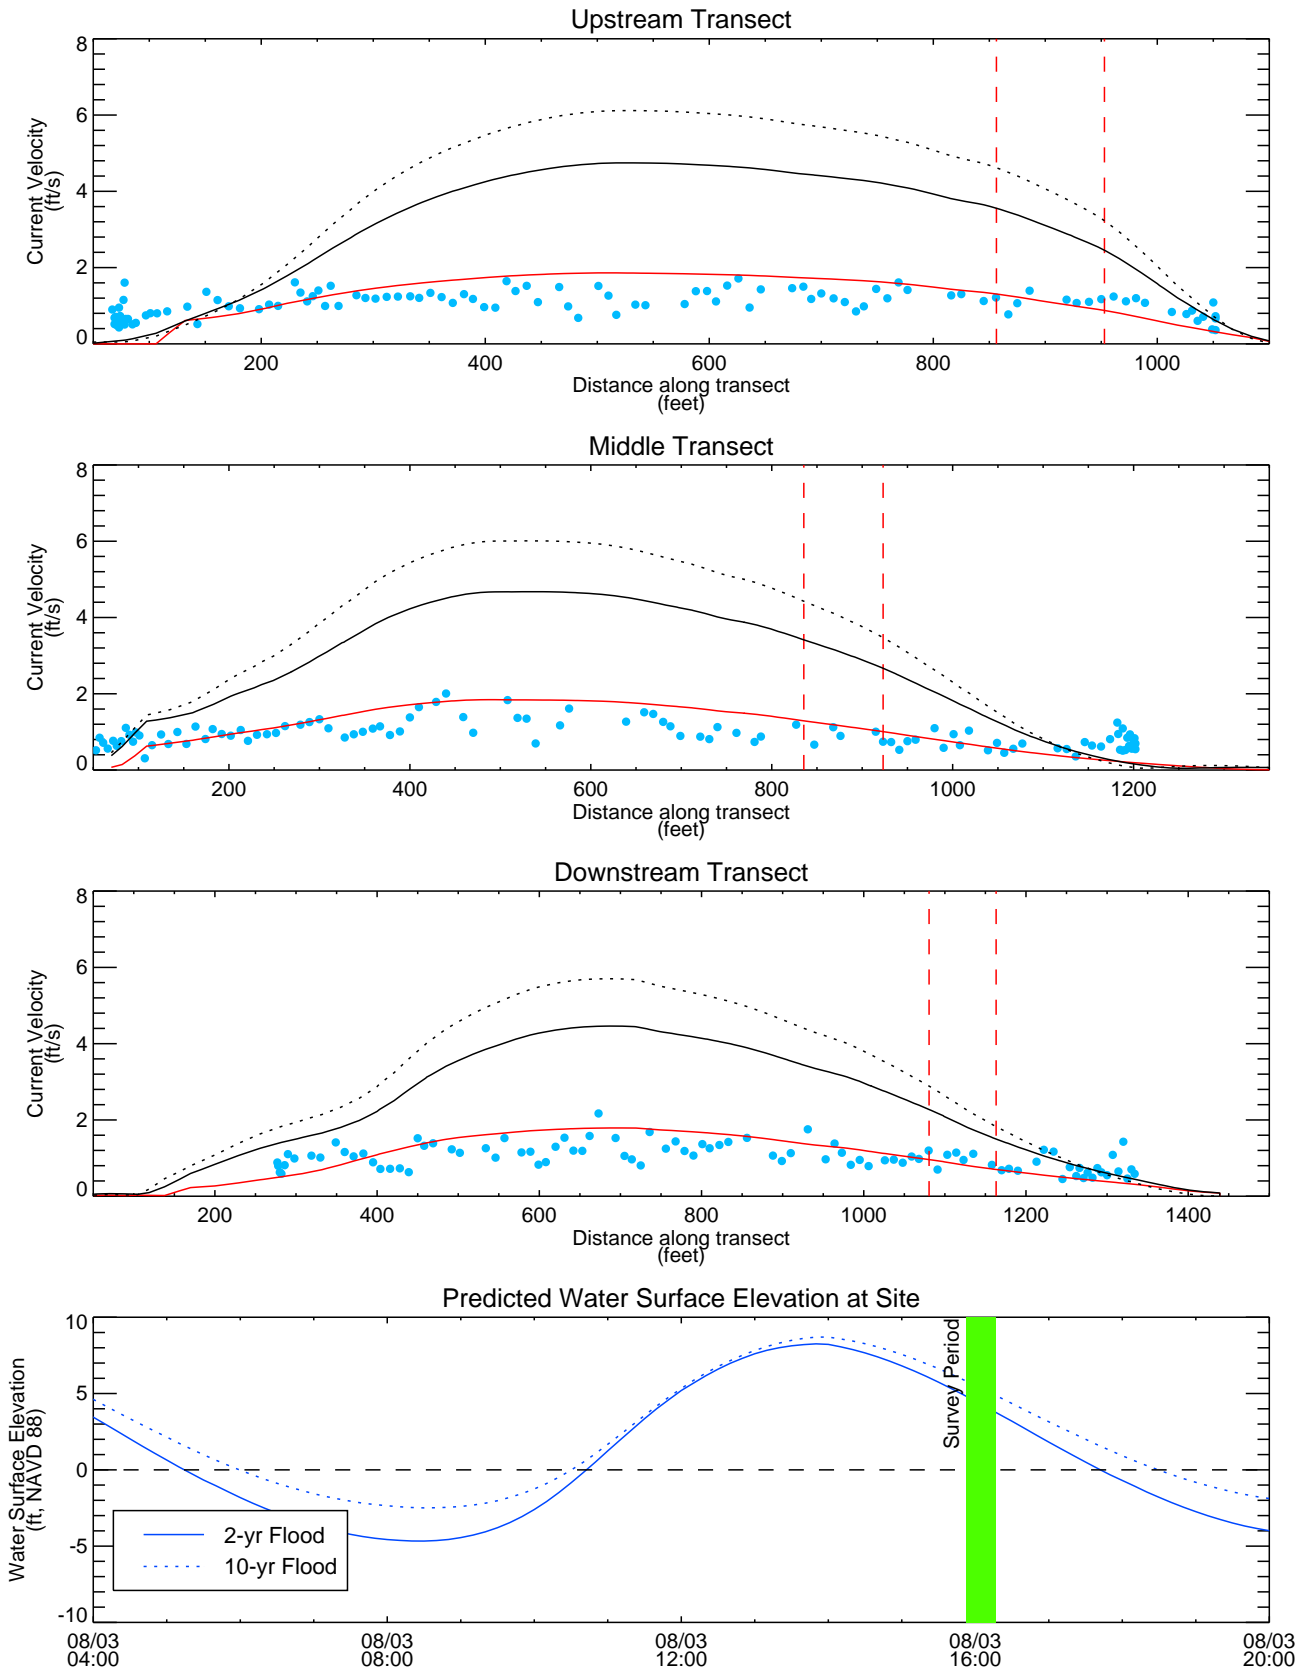 Upstream Transect
8
6
4
2
0
Current Velocity
(ft/s)
200 400 600 800 1000
Distance along transect
(feet)
Middle Transect
8
6
4
2
0
Current Velocity
(ft/s)
200 400 600 800 1000 1200
Distance along transect
(feet)
Downstream Transect
8
6
4
2
0
Current Velocity
(ft/s)
200 400 600 800 1000 1200 1400
Distance along transect
(feet)
Predicted Water Surface Elevation at Site
10
5
0
-5
-10
Water Surface Elevation
(ft, NAVD 88)
Survey Period
2-yr Flood
10-yr Flood
08/03 08/03 08/03 08/03 08/03
04:00 08:00 12:00 16:00 20:00